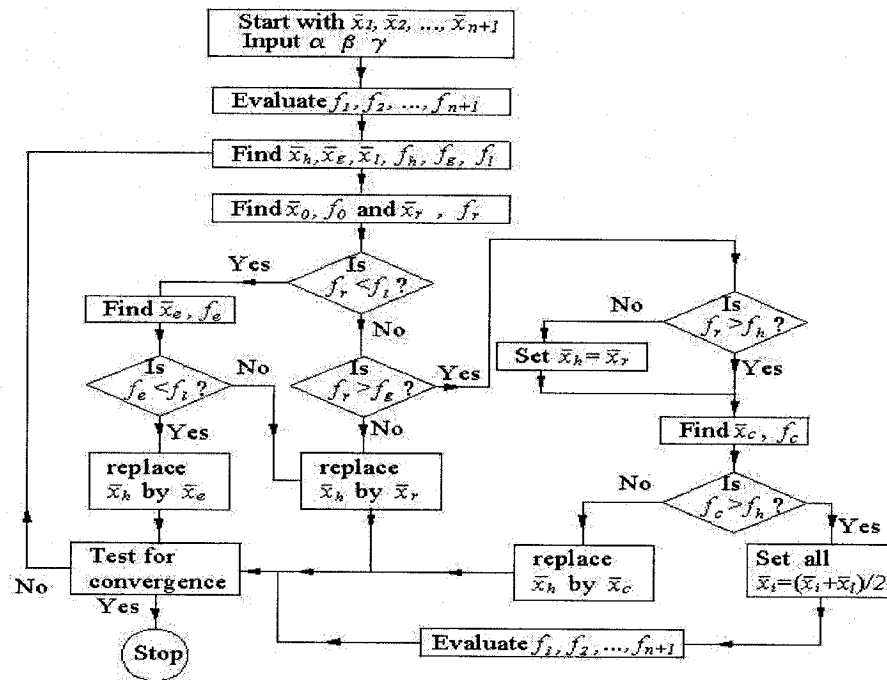 Start with x̄1, x̄2, ..., x̄n+1
Input α β γ
Evaluate f1, f2, ..., fn+1
Find x̄h, x̄g, x̄l, fh, fg, fl
Find x̄0, f0 and x̄r , fr
Is
fr<fl?
Yes
No
Find x̄e, fe
Is
fe<fl?
No
Yes
Is
fr>fg?
Yes
No
Is
fr>fh?
No
Yes
Set x̄h=x̄r
Find x̄c, fc
Is
fc>fh?
No
Yes
replace
x̄h by x̄e
replace
x̄h by x̄r
replace
x̄h by x̄c
Set all
x̄i=(x̄i+x̄l)/2
Test for
convergence
No
Yes
Evaluate f1, f2, ..., fn+1
Stop